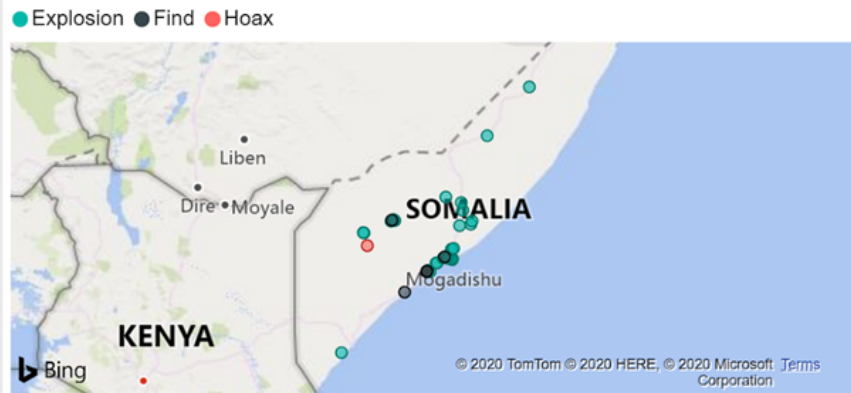 Explosion Find Hoax
Liben
Dire Moyale
SOMALIA
Mogadishu
KENYA
Bing
© 2020 TomTom © 2020 HERE, © 2020 Microsoft Terms
Corporation